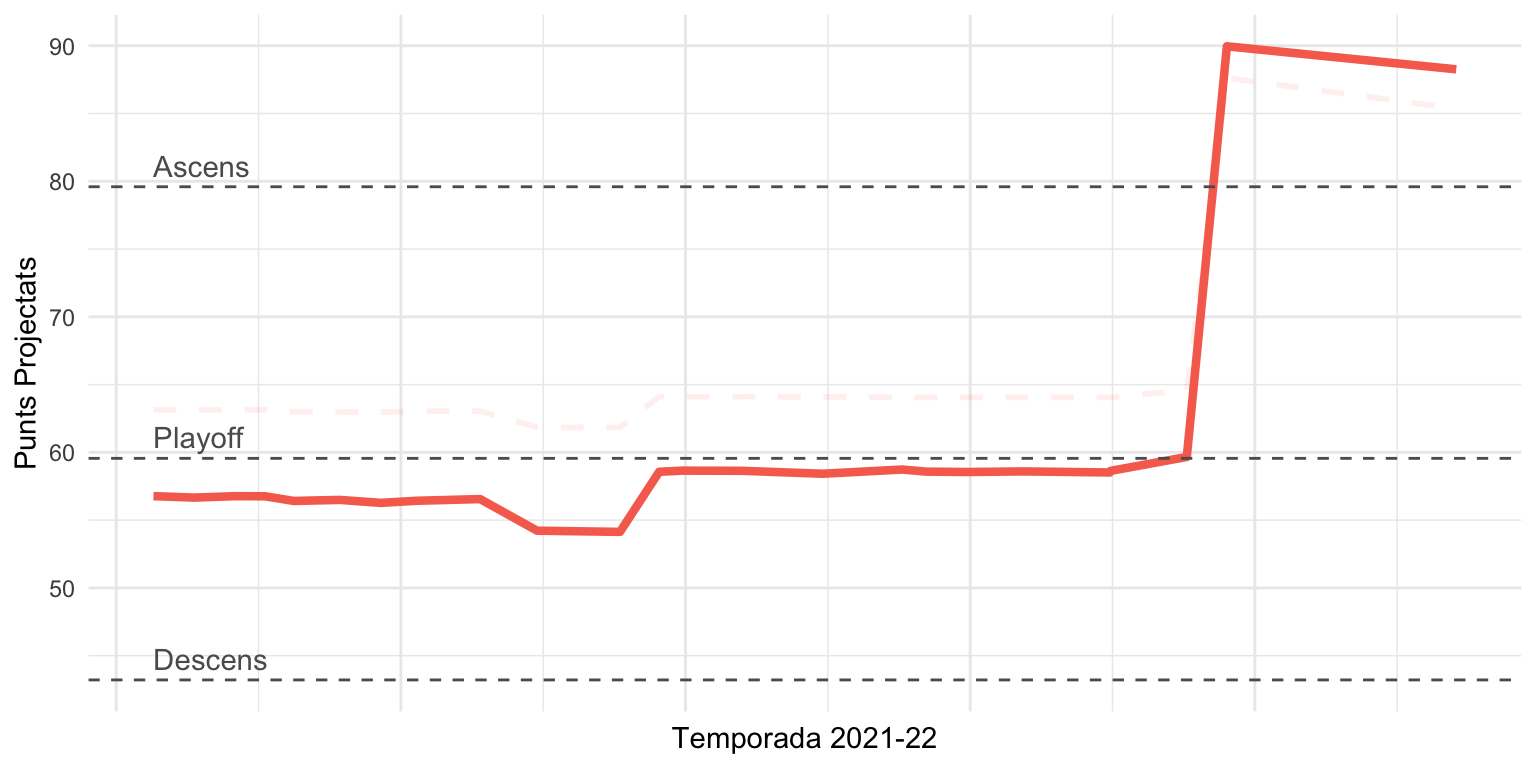 90
Ascens
80
Punts Projectats
70
Playoff
60
50
Descens
Temporada 2021-22